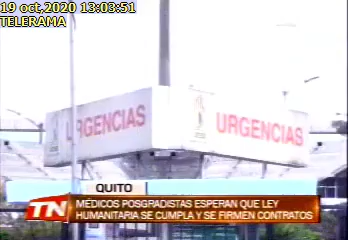 19 oct,2020 13:03:51
TELERAMA
URGENCIAS
URGENCIAS
QUITO
QUITO
TN
MÉDICOS POSGRADISTAS ESPERAN QUE LEY
HUMANITARIA SE CUMPLA Y SE FIRMEN CONTRATOS